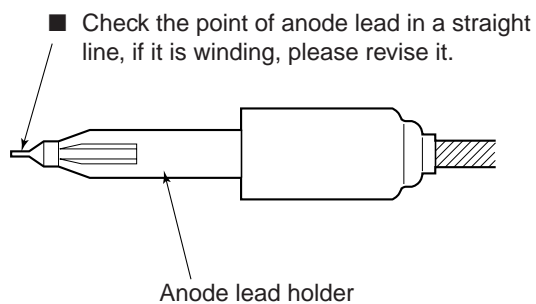 ■ Check the point of anode lead in a straight
line, if it is winding, please revise it.
Anode lead holder